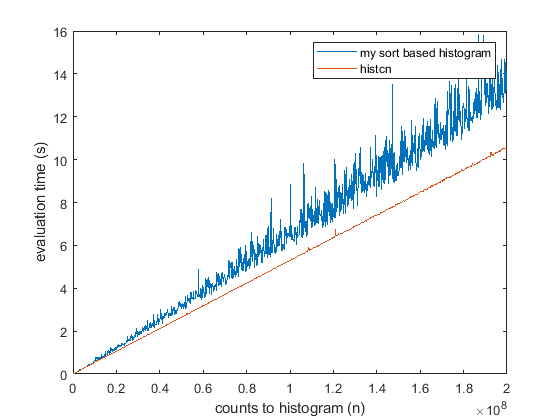 16
14
12
10
8
6
4
2
0
evaluation time (s)
my sort based histogram
histcn
0 0.2 0.4 0.6 0.8 1 1.2 1.4 1.6 1.8 2
counts to histogram (n)
×10⁸